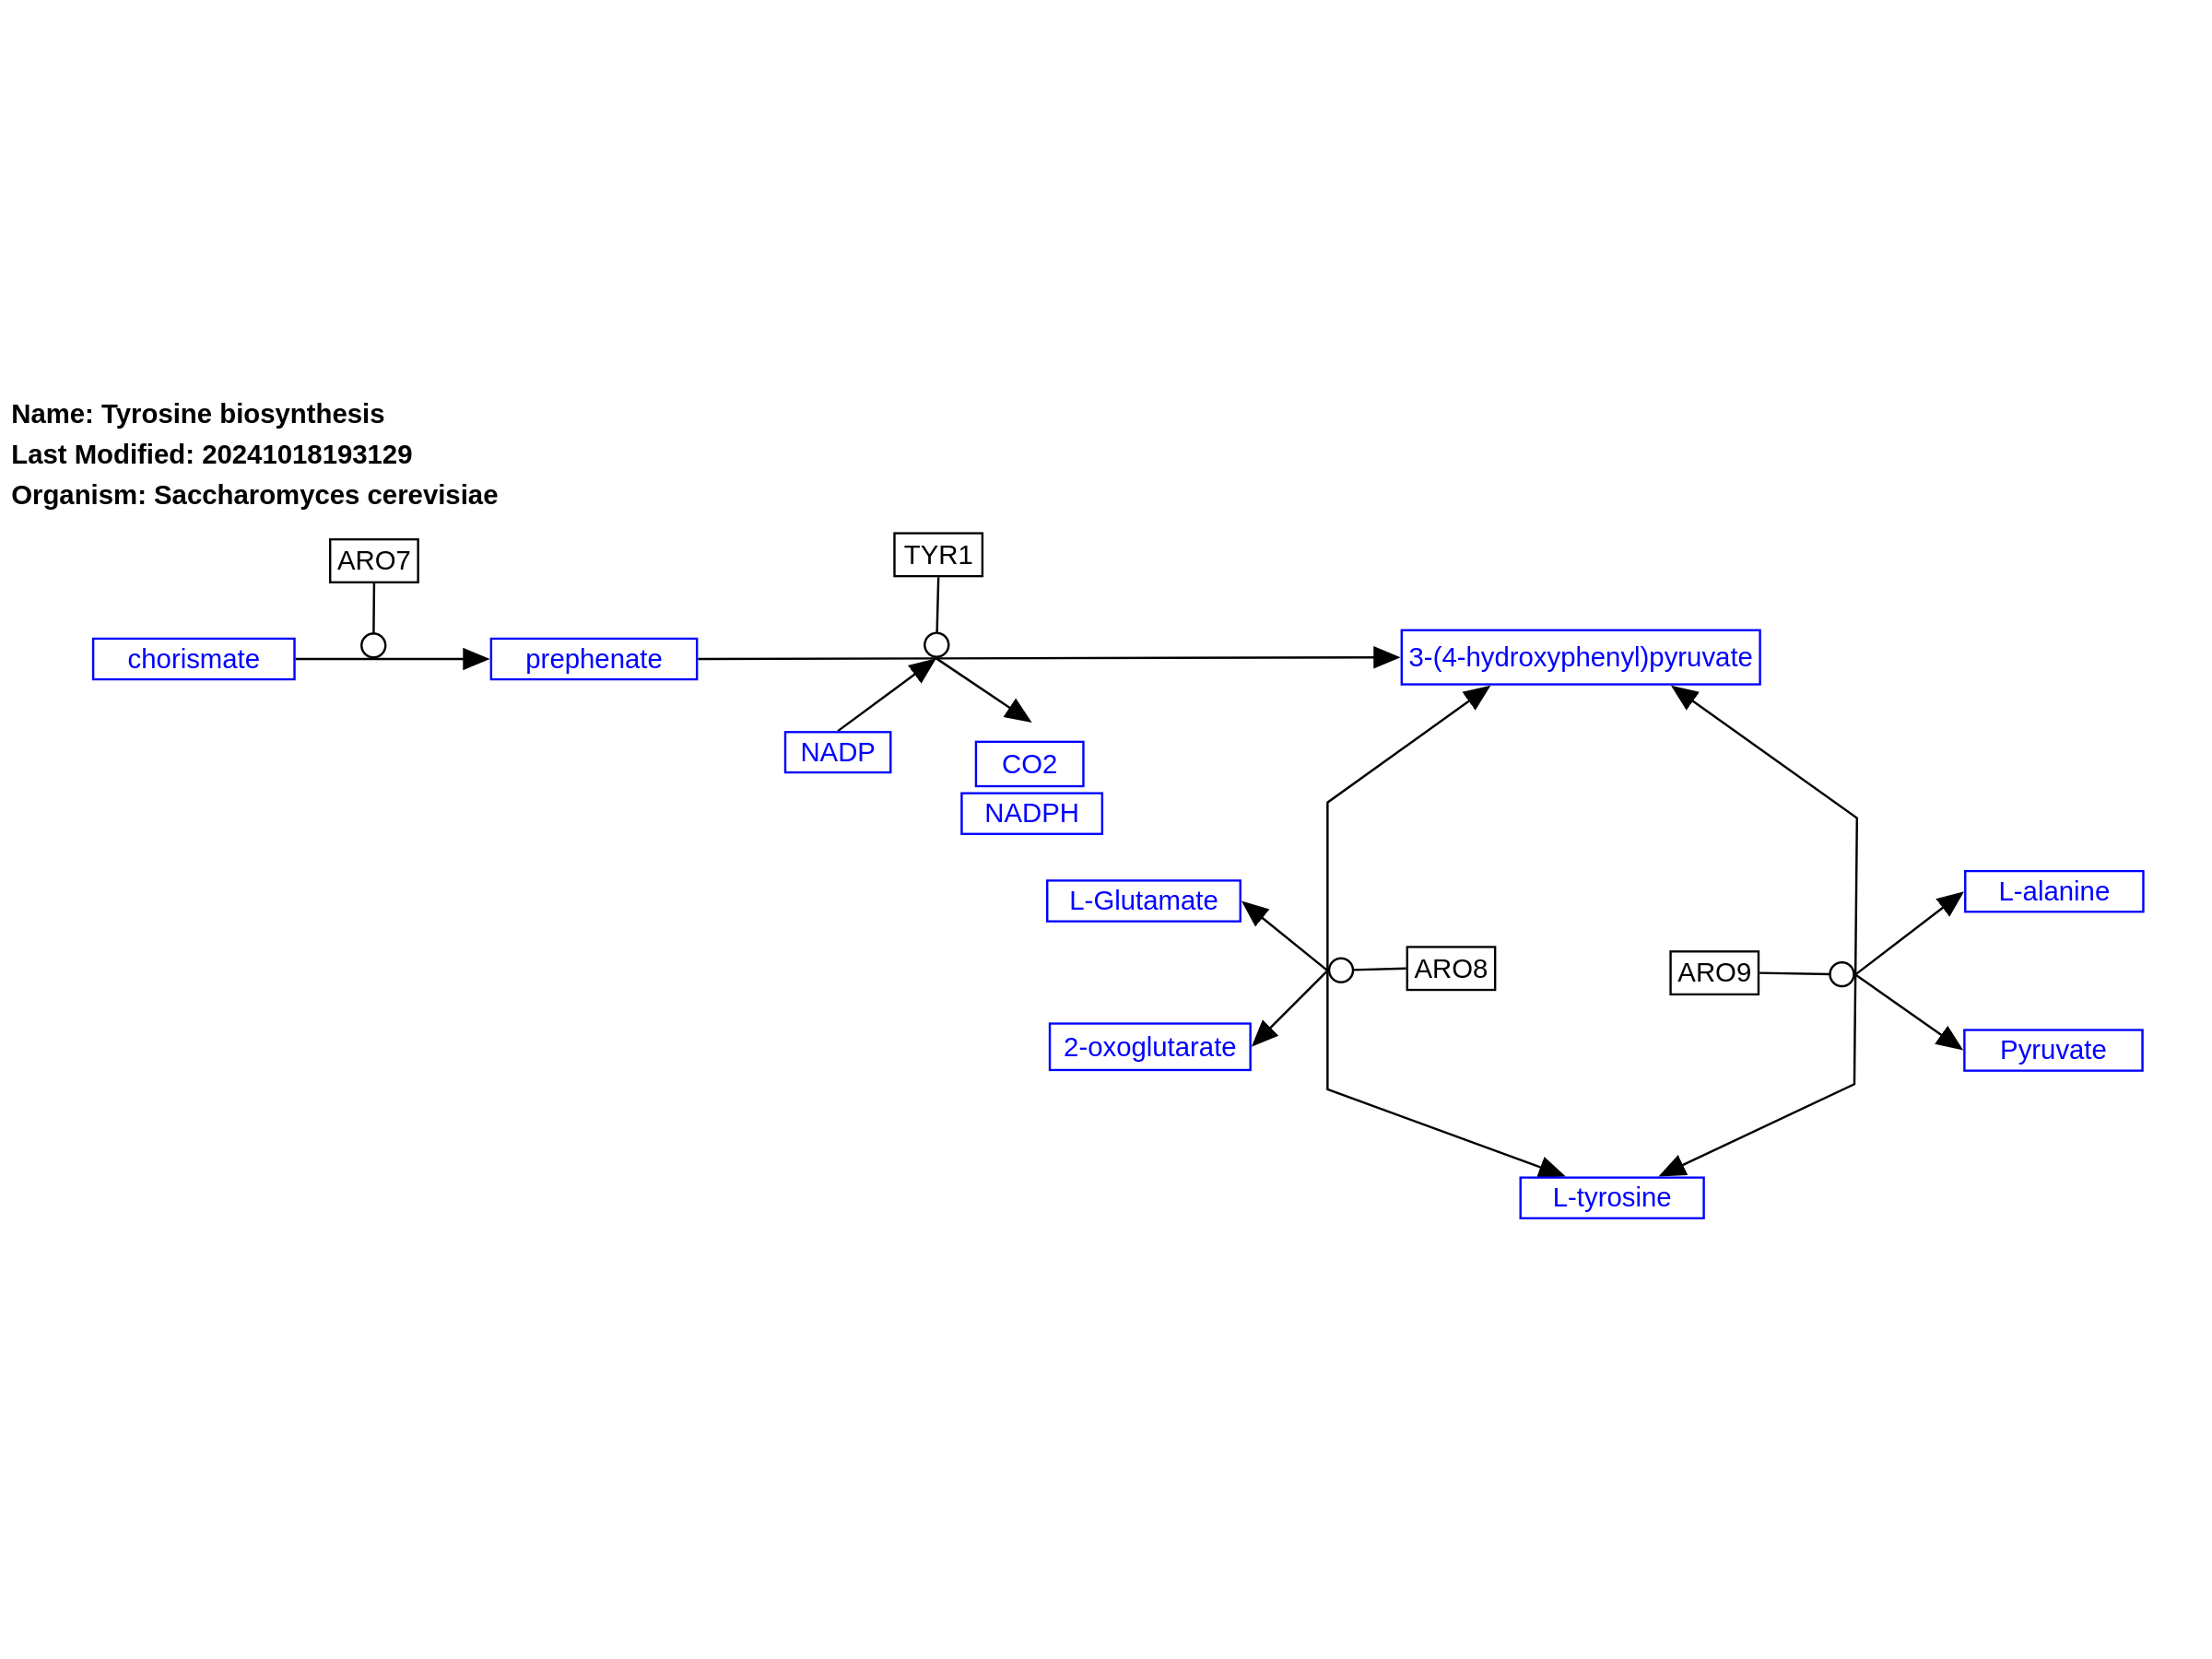 Name: Tyrosine biosynthesis
Last Modified: 20241018193129
Organism: Saccharomyces cerevisiae
ARO7
TYR1
chorismate
prephenate
3-(4-hydroxyphenyl)pyruvate
NADP
CO2
NADPH
L-Glutamate
L-alanine
ARO8
ARO9
2-oxoglutarate
Pyruvate
L-tyrosine